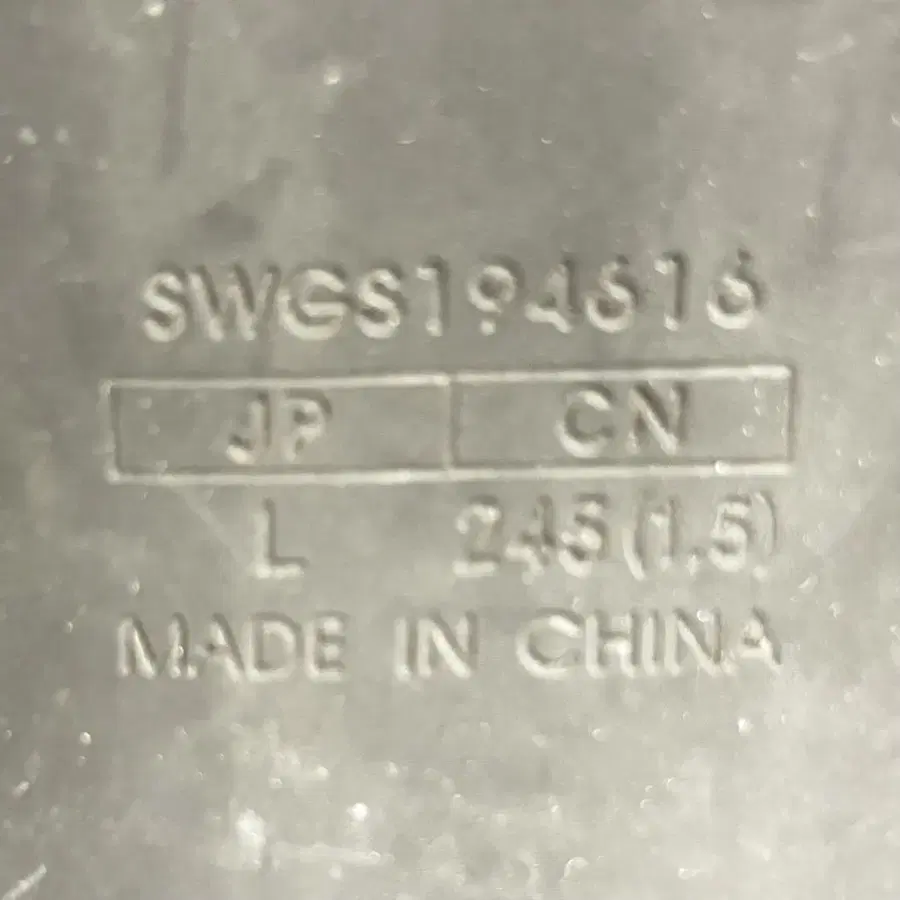 SWGS194616
JP CN
L 245(1.5)
MADE IN CHINA